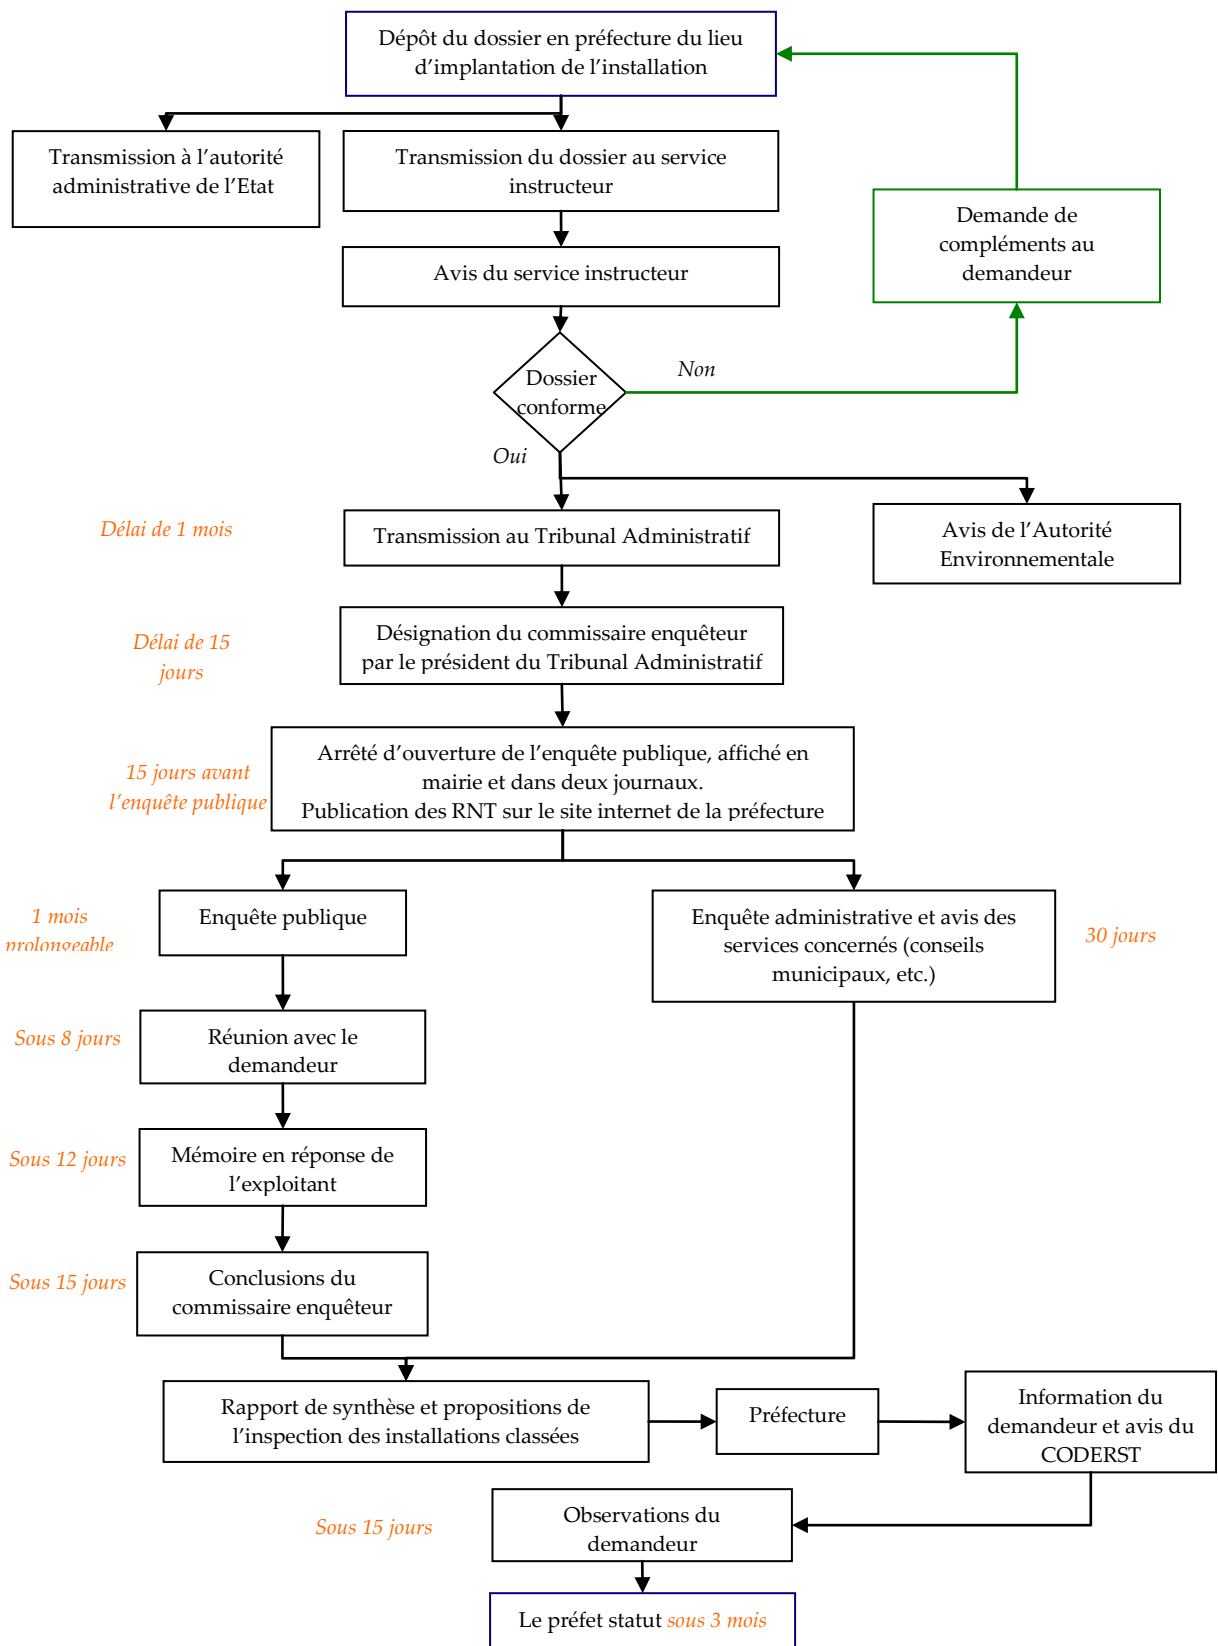 Dépôt du dossier en préfecture du lieu
d’implantation de l’installation
Transmission à l’autorité
administrative de l’Etat
Transmission du dossier au service
instructeur
Demande de
compléments au
demandeur
Avis du service instructeur
Dossier
conforme
Non
Oui
Délai de 1 mois
Transmission au Tribunal Administratif
Avis de l’Autorité
Environnementale
Délai de 15
jours
Désignation du commissaire enquêteur
par le président du Tribunal Administratif
15 jours avant
l’enquête publique
Arrêté d’ouverture de l’enquête publique, affiché en
mairie et dans deux journaux.
Publication des RNT sur le site internet de la préfecture
1 mois
prolongeable
Enquête publique
Enquête administrative et avis des
services concernés (conseils
municipaux, etc.)
30 jours
Sous 8 jours
Réunion avec le
demandeur
Sous 12 jours
Mémoire en réponse de
l’exploitant
Sous 15 jours
Conclusions du
commissaire enquêteur
Rapport de synthèse et propositions de
l’inspection des installations classées
Préfecture
Information du
demandeur et avis du
CODERST
Sous 15 jours
Observations du
demandeur
Le préfet statut sous 3 mois